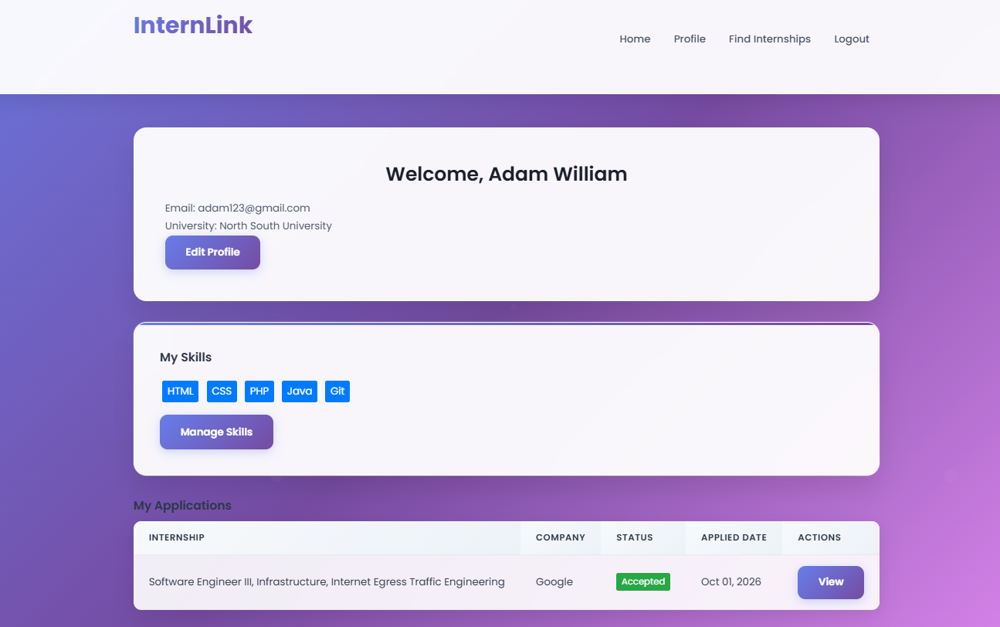 InternLink
Home Profile Find Internships Logout
Welcome, Adam William
Email: adam123@gmail.com
University: North South University
Edit Profile
My Skills
HTML CSS PHP Java Git
Manage Skills
My Applications
INTERNSHIP COMPANY STATUS APPLIED DATE ACTIONS
Software Engineer III, Infrastructure, Internet Egress Traffic Engineering Google Accepted Oct 01, 2026 View